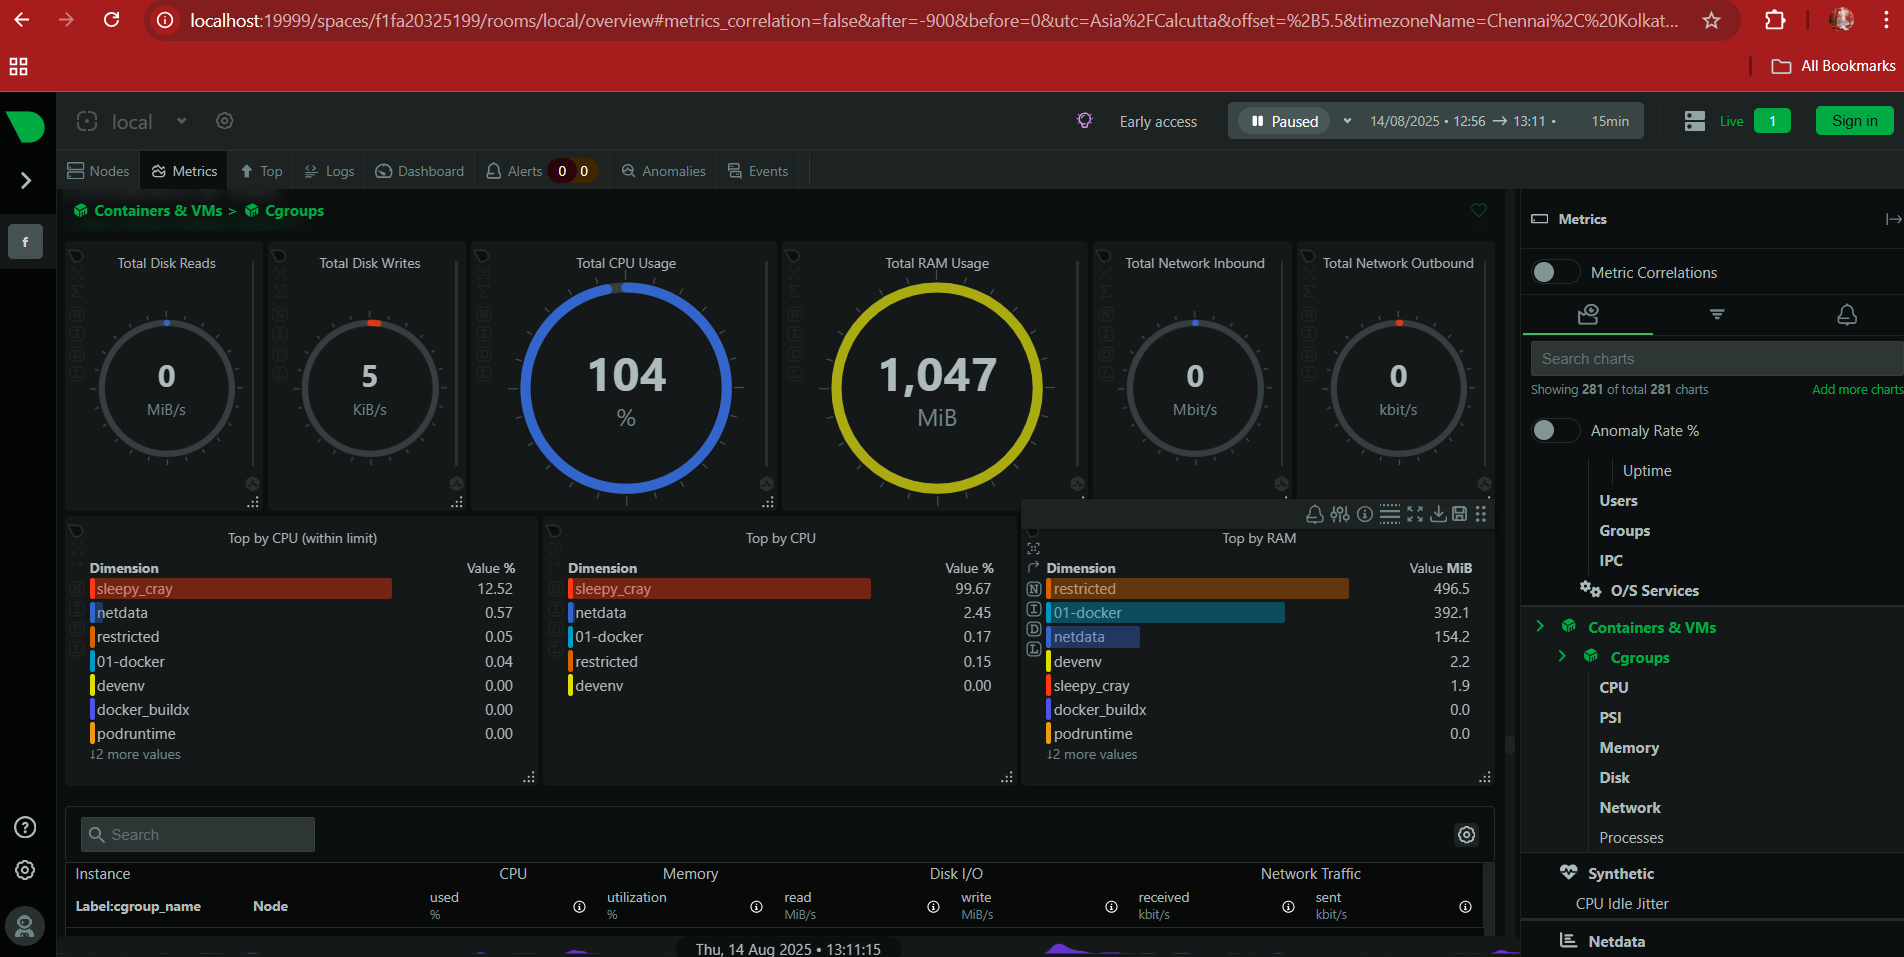 localhost:19999/spaces/f1fa20325199/rooms/local/overview#metrics_correlation=false&after=-900&before=0&utc=Asia%2FCalcutta&offset=%2B5.5&timezoneName=Chennai%2C%20Kolkat...
All Bookmarks
local
Early access
Paused
14/08/2025 • 12:56 → 13:11 •
15min
Live
1
Sign in
Nodes
Metrics
Top
Logs
Dashboard
Alerts 0 0
Anomalies
Events
f
Containers & VMs > Cgroups
Total Disk Reads
0
MiB/s
Total Disk Writes
5
KiB/s
Total CPU Usage
104
%
Total RAM Usage
1,047
MiB
Total Network Inbound
0
Mbit/s
Total Network Outbound
0
kbit/s
Top by CPU (within limit)
Dimension Value %
sleepy_cray 12.52
netdata 0.57
restricted 0.05
01-docker 0.04
devenv 0.00
docker_buildx 0.00
podruntime 0.00
↓2 more values
Top by CPU
Dimension Value %
sleepy_cray 99.67
netdata 2.45
01-docker 0.17
restricted 0.15
devenv 0.00
Top by RAM
N
I
D
L
Dimension Value MiB
restricted 496.5
01-docker 392.1
netdata 154.2
devenv 2.2
sleepy_cray 1.9
docker_buildx 0.0
podruntime 0.0
↓2 more values
Search
Instance CPU Memory Disk I/O Network Traffic
Label:cgroup_name Node used utilization read write received sent
% % MiB/s MiB/s kbit/s kbit/s
Thu, 14 Aug 2025 • 13:11:15
Metrics
Metric Correlations
Search charts
Showing 281 of total 281 charts
Add more charts
Anomaly Rate %
Uptime
Users
Groups
IPC
O/S Services
Containers & VMs
Cgroups
CPU
PSI
Memory
Disk
Network
Processes
Synthetic
CPU Idle Jitter
Netdata